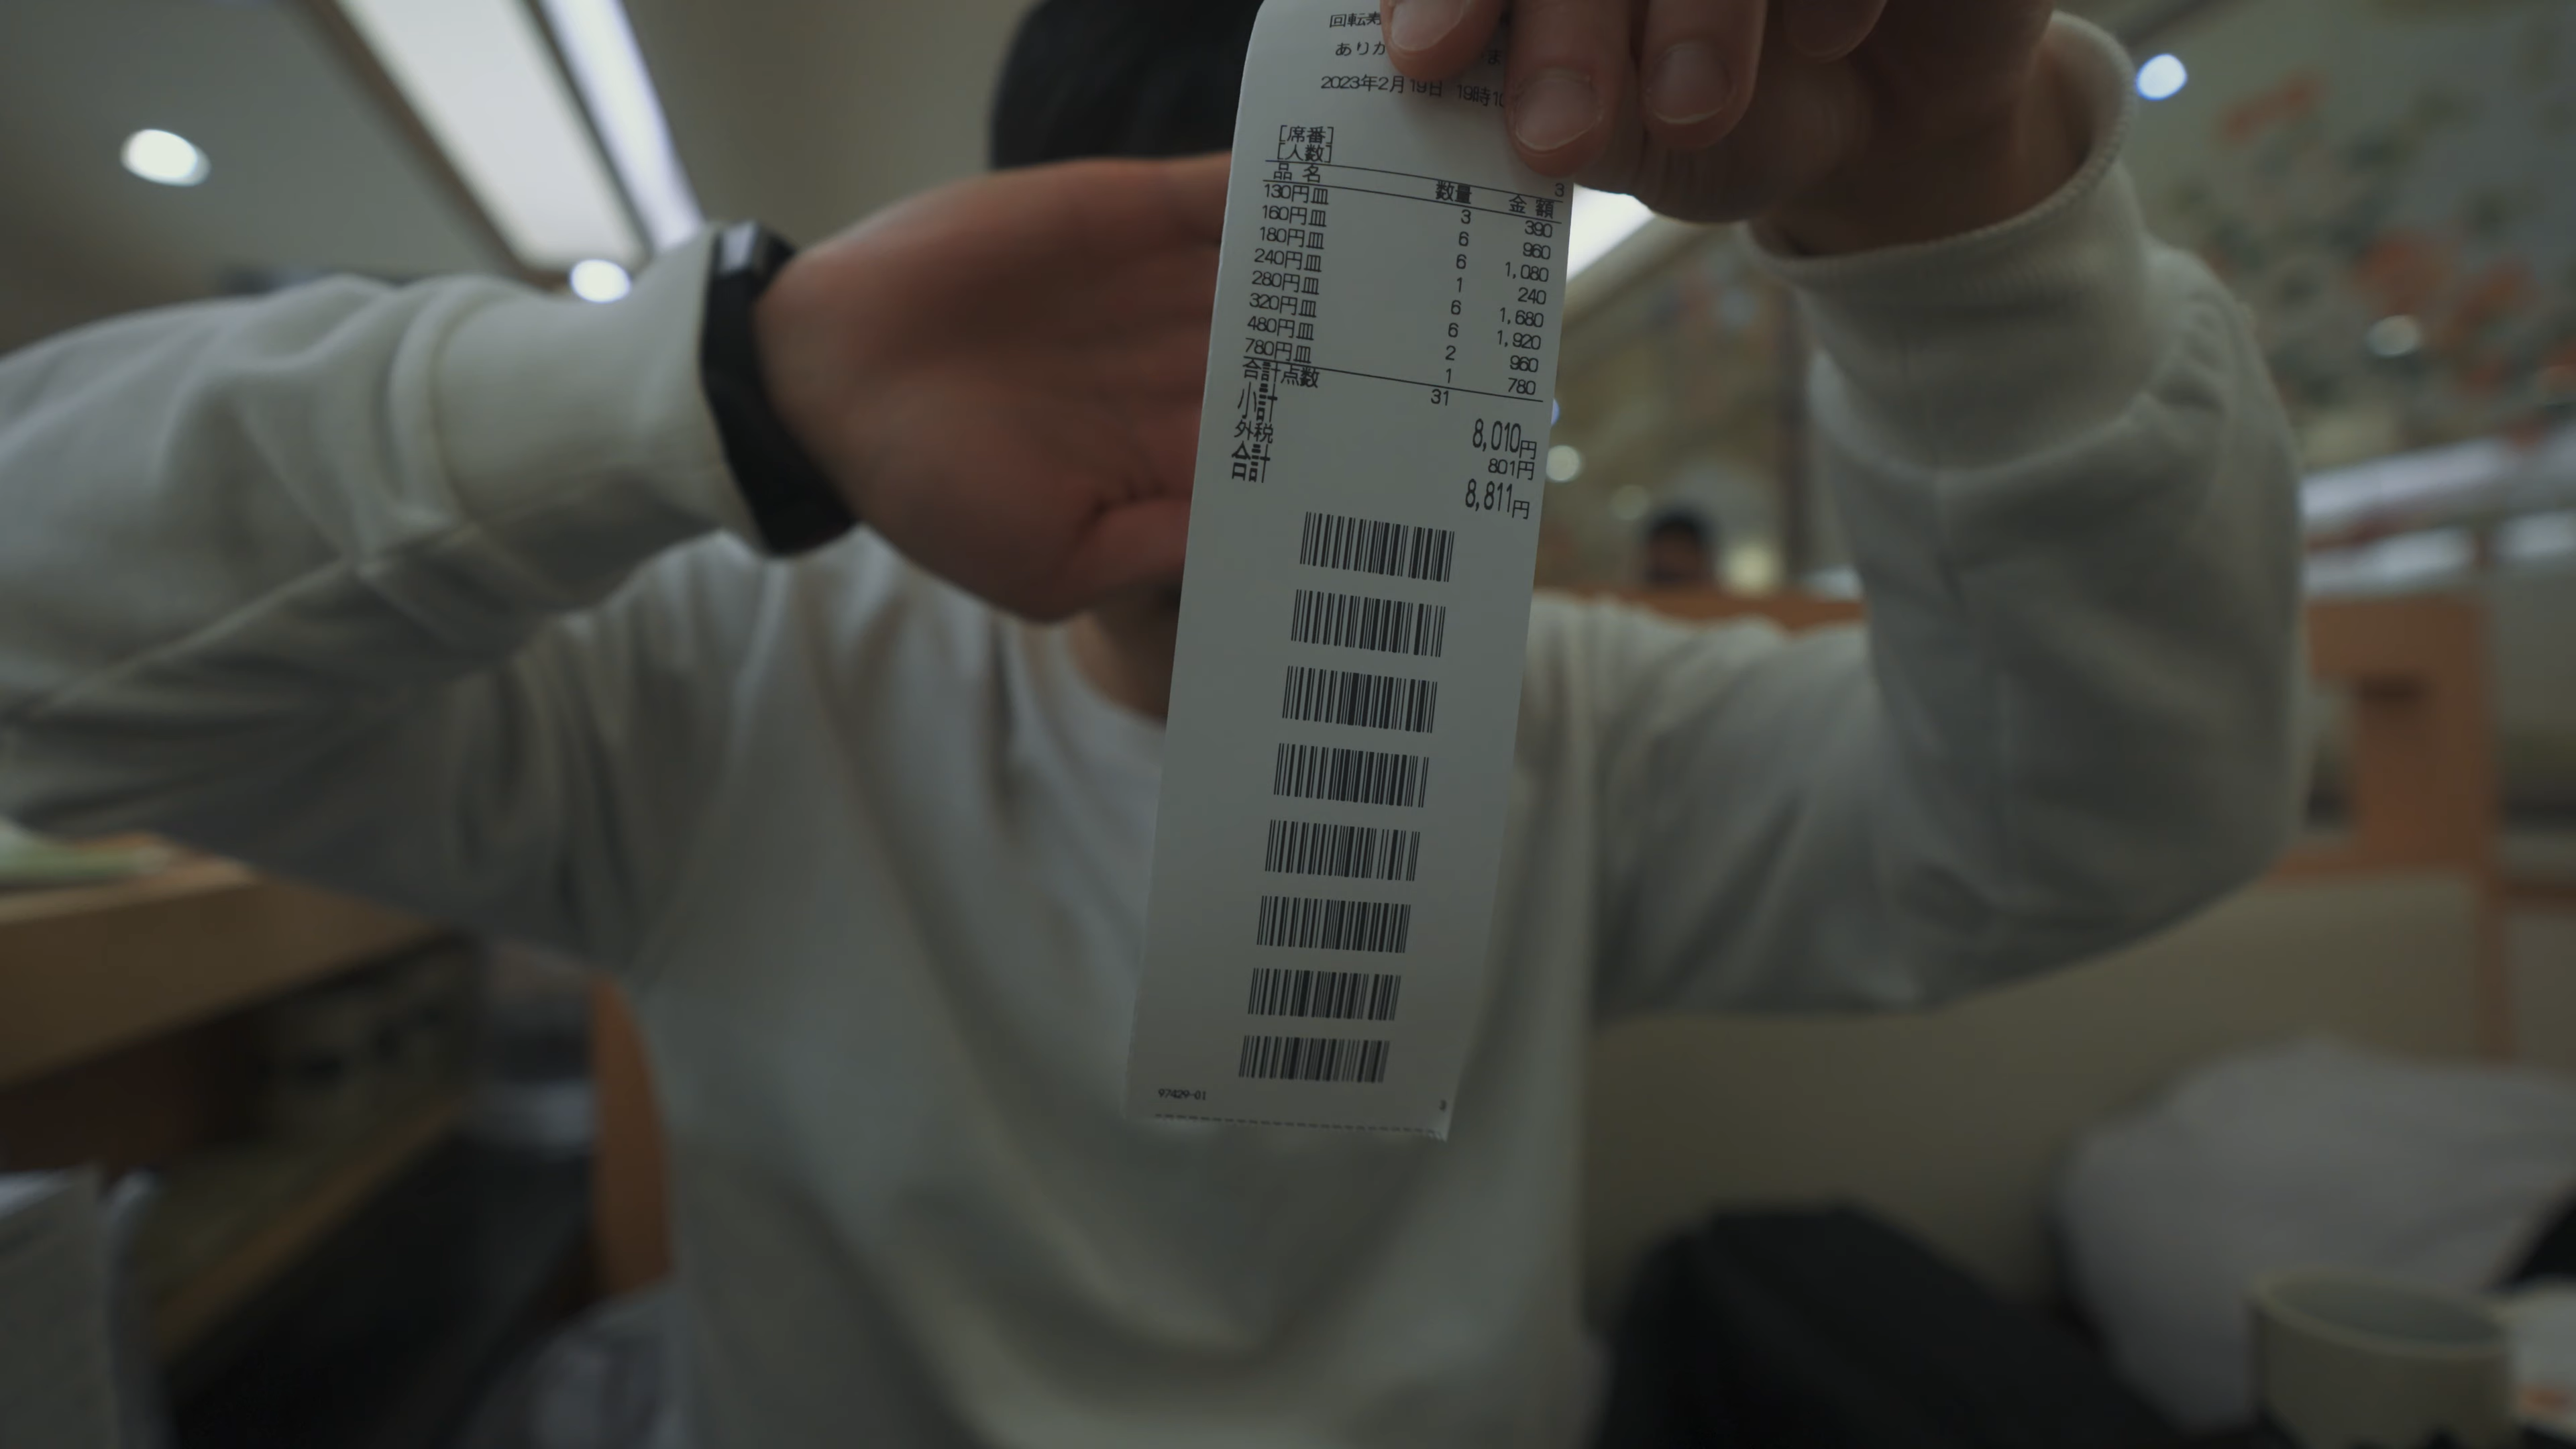 回転寿
ありが
2023年2月19日 19時10
[席番]
[人数] 3
品名 数量 金額
130円皿 3 390
160円皿 6 960
180円皿 6 1,080
240円皿 1 240
280円皿 6 1,680
320円皿 6 1,920
480円皿 2 960
780円皿 1 780
合計点数 31
小計 8,010円
外税 801円
合計 8,811円
97429-01 3